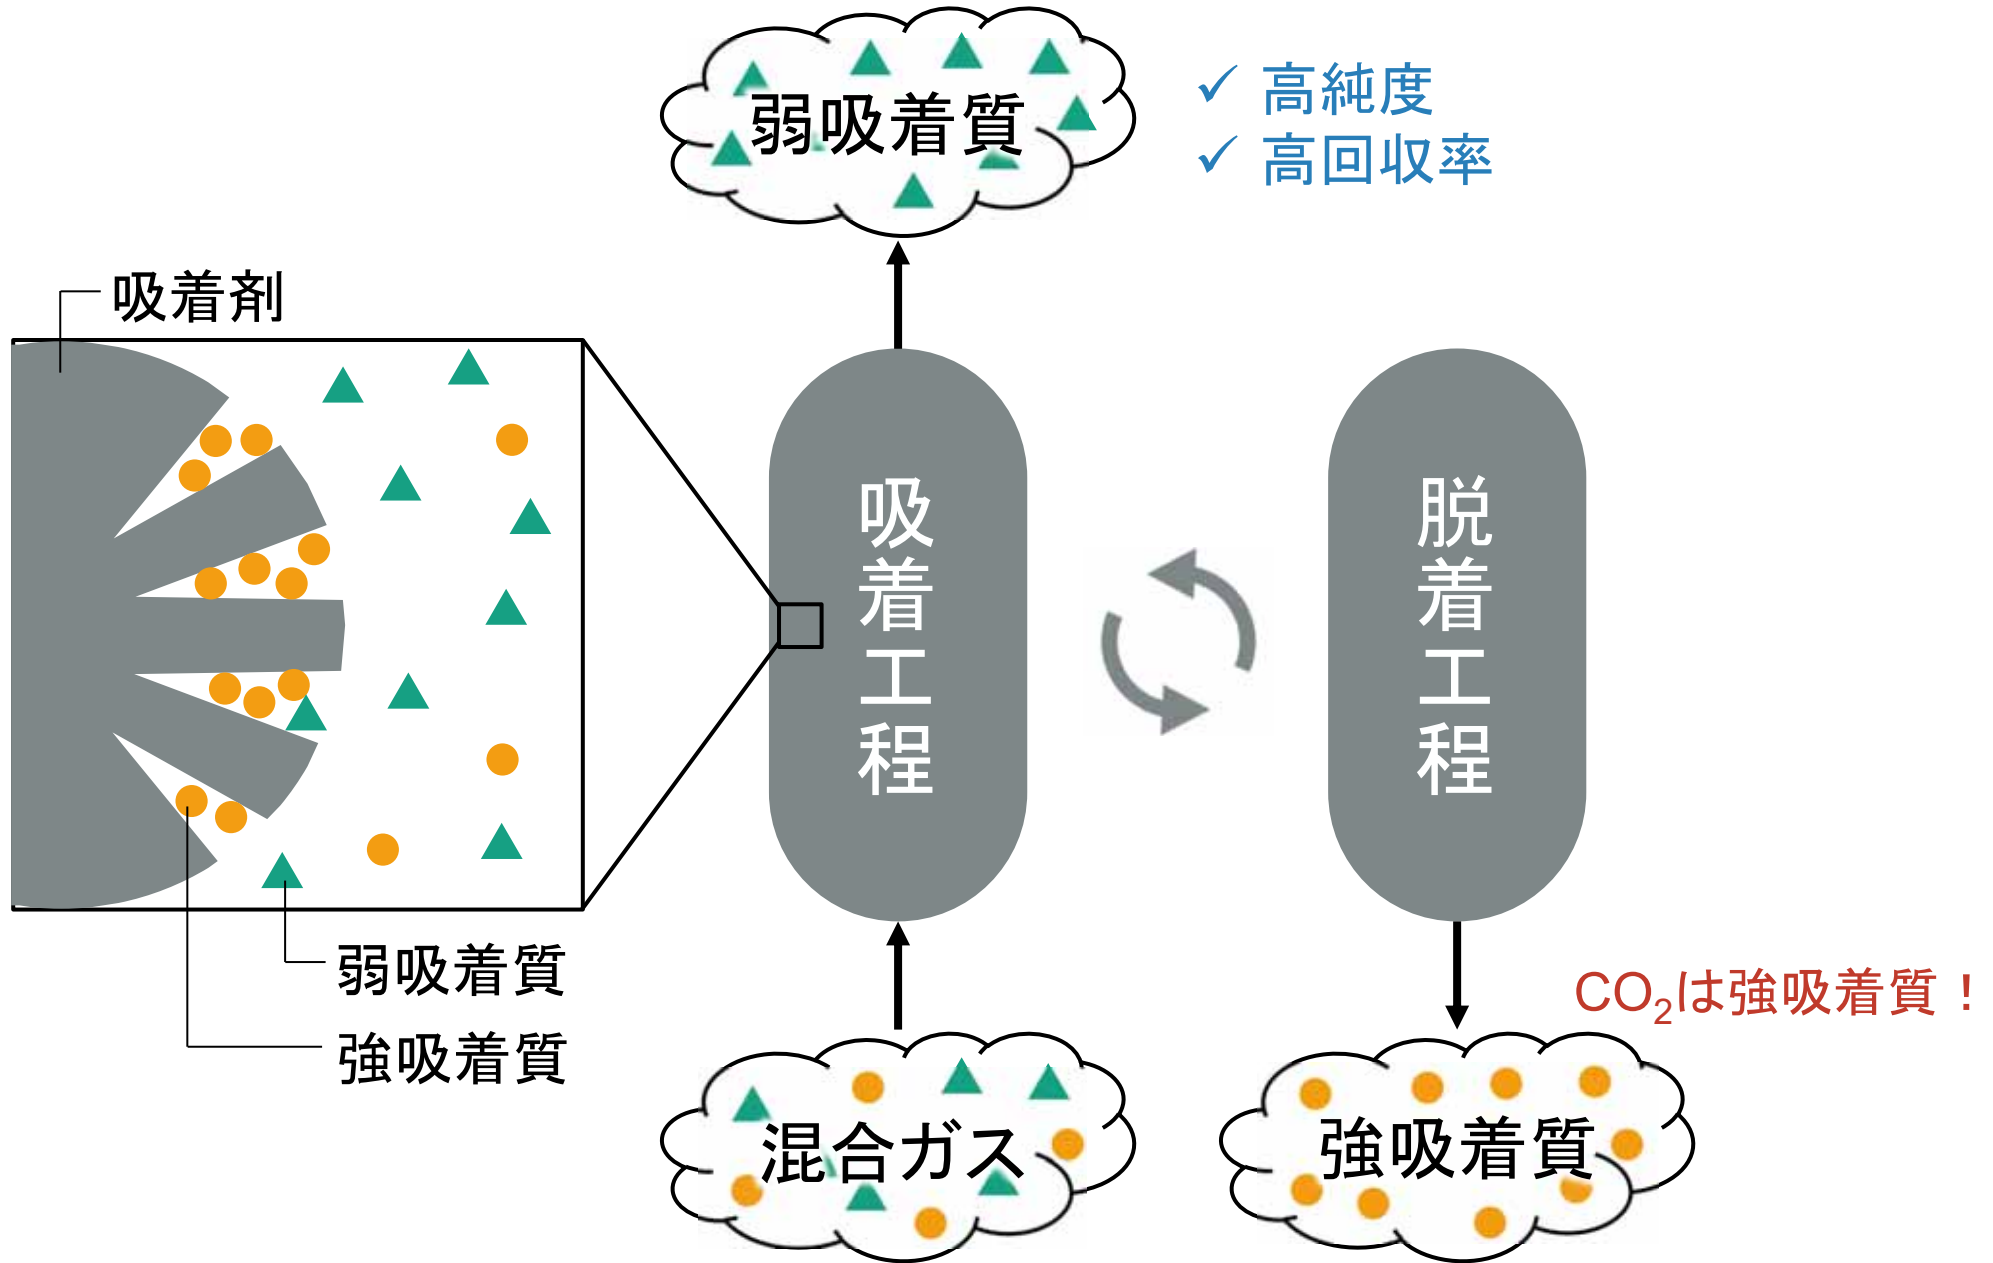 弱吸着質
✓ 高純度
✓ 高回収率
吸着剤
吸着工程
脱着工程
弱吸着質
強吸着質
CO₂は強吸着質！
混合ガス
強吸着質